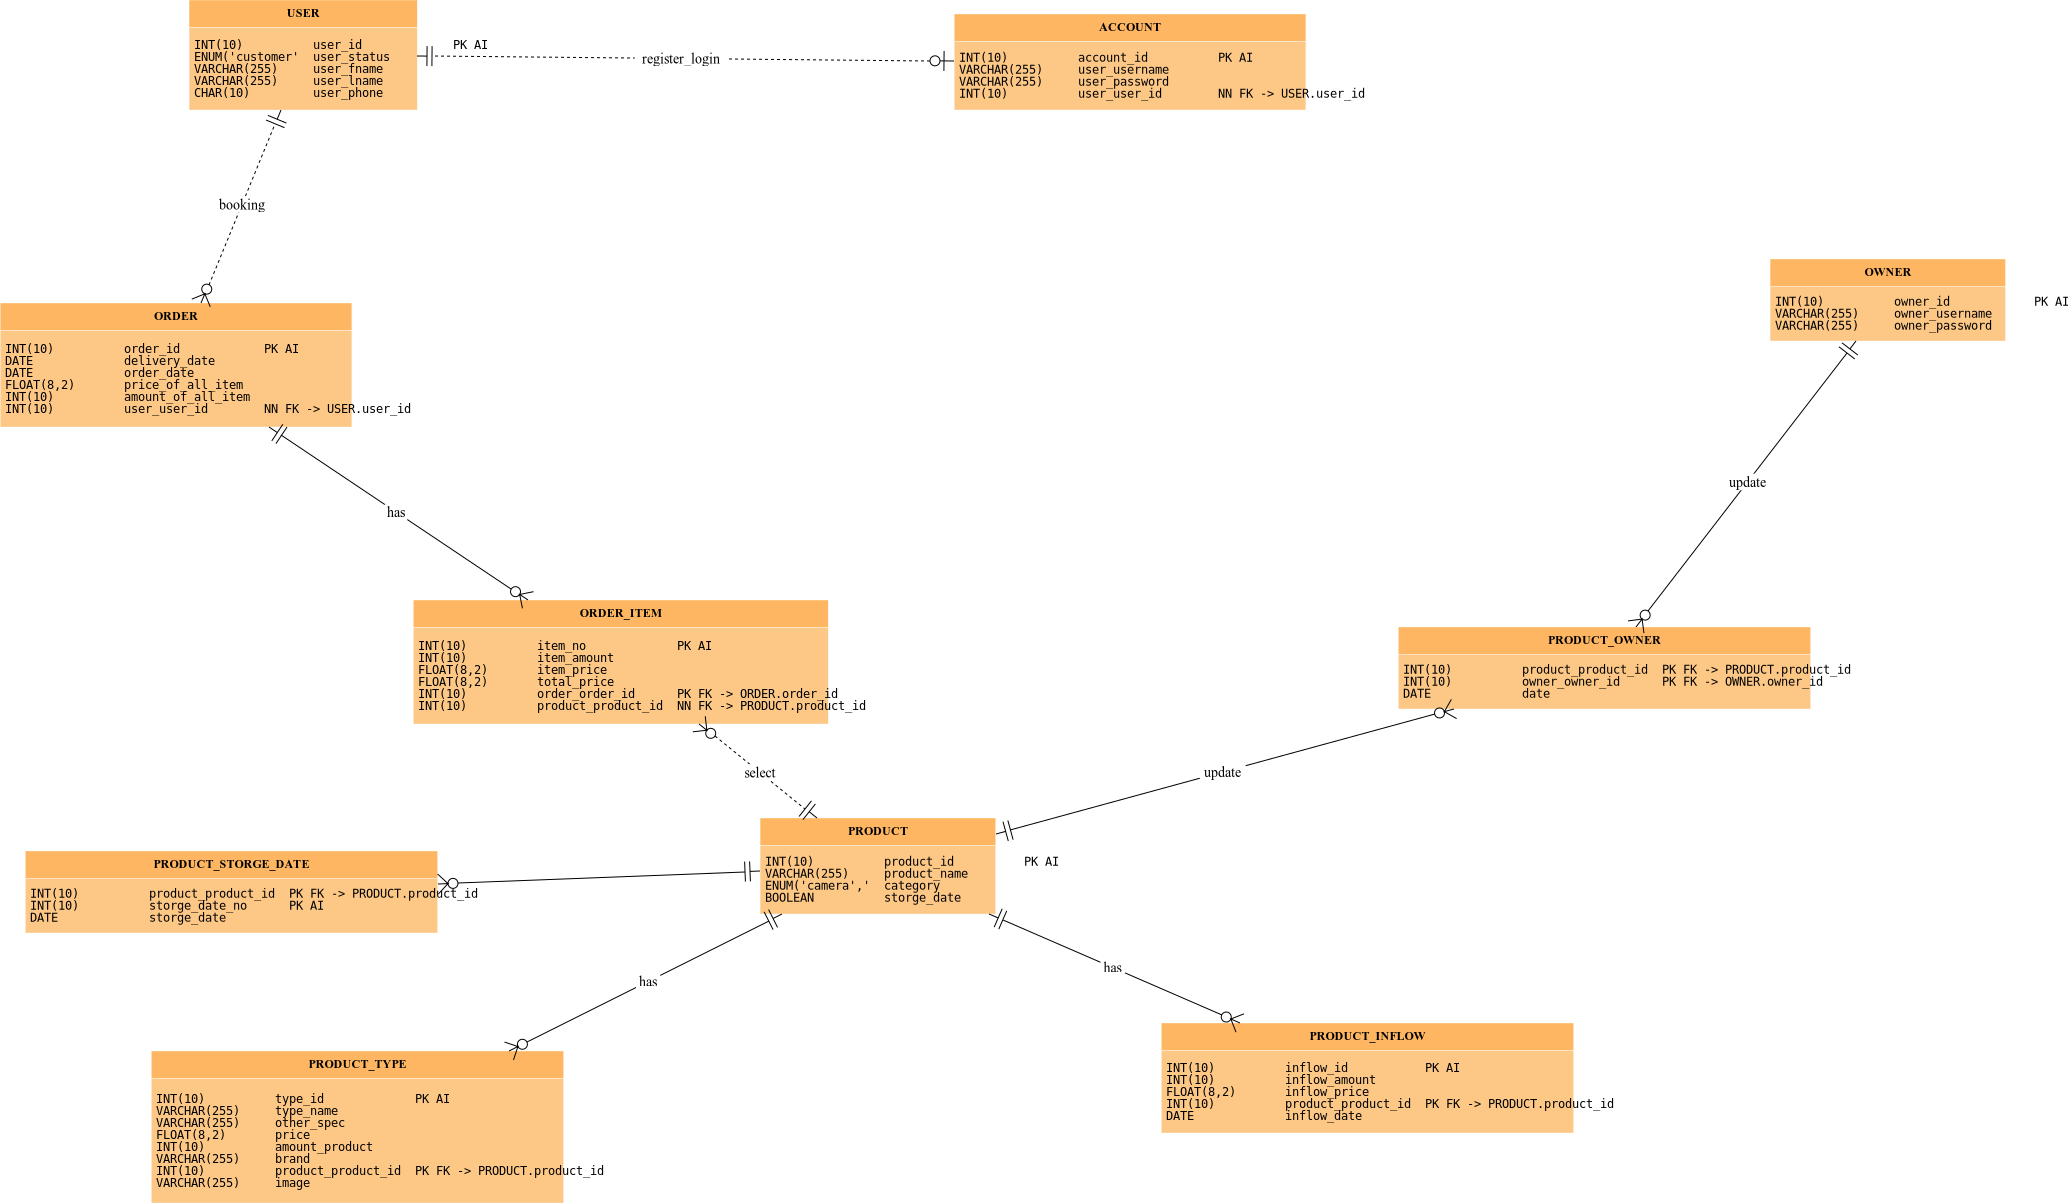 USER
INT(10) user_id PK AI
ENUM('customer' user_status
VARCHAR(255) user_fname
VARCHAR(255) user_lname
CHAR(10) user_phone
register_login
ACCOUNT
INT(10) account_id PK AI
VARCHAR(255) user_username
VARCHAR(255) user_password
INT(10) user_user_id NN FK -> USER.user_id
booking
OWNER
INT(10) owner_id PK AI
VARCHAR(255) owner_username
VARCHAR(255) owner_password
ORDER
INT(10) order_id PK AI
DATE delivery_date
DATE order_date
FLOAT(8,2) price_of_all_item
INT(10) amount_of_all_item
INT(10) user_user_id NN FK -> USER.user_id
update
has
ORDER_ITEM
INT(10) item_no PK AI
INT(10) item_amount
FLOAT(8,2) item_price
FLOAT(8,2) total_price
INT(10) order_order_id PK FK -> ORDER.order_id
INT(10) product_product_id NN FK -> PRODUCT.product_id
PRODUCT_OWNER
INT(10) product_product_id PK FK -> PRODUCT.product_id
INT(10) owner_owner_id PK FK -> OWNER.owner_id
DATE date
select
update
PRODUCT
INT(10) product_id PK AI
VARCHAR(255) product_name
ENUM('camera',' category
BOOLEAN storge_date
PRODUCT_STORGE_DATE
INT(10) product_product_id PK FK -> PRODUCT.product_id
INT(10) storge_date_no PK AI
DATE storge_date
has
has
PRODUCT_TYPE
INT(10) type_id PK AI
VARCHAR(255) type_name
VARCHAR(255) other_spec
FLOAT(8,2) price
INT(10) amount_product
VARCHAR(255) brand
INT(10) product_product_id PK FK -> PRODUCT.product_id
VARCHAR(255) image
PRODUCT_INFLOW
INT(10) inflow_id PK AI
INT(10) inflow_amount
FLOAT(8,2) inflow_price
INT(10) product_product_id PK FK -> PRODUCT.product_id
DATE inflow_date